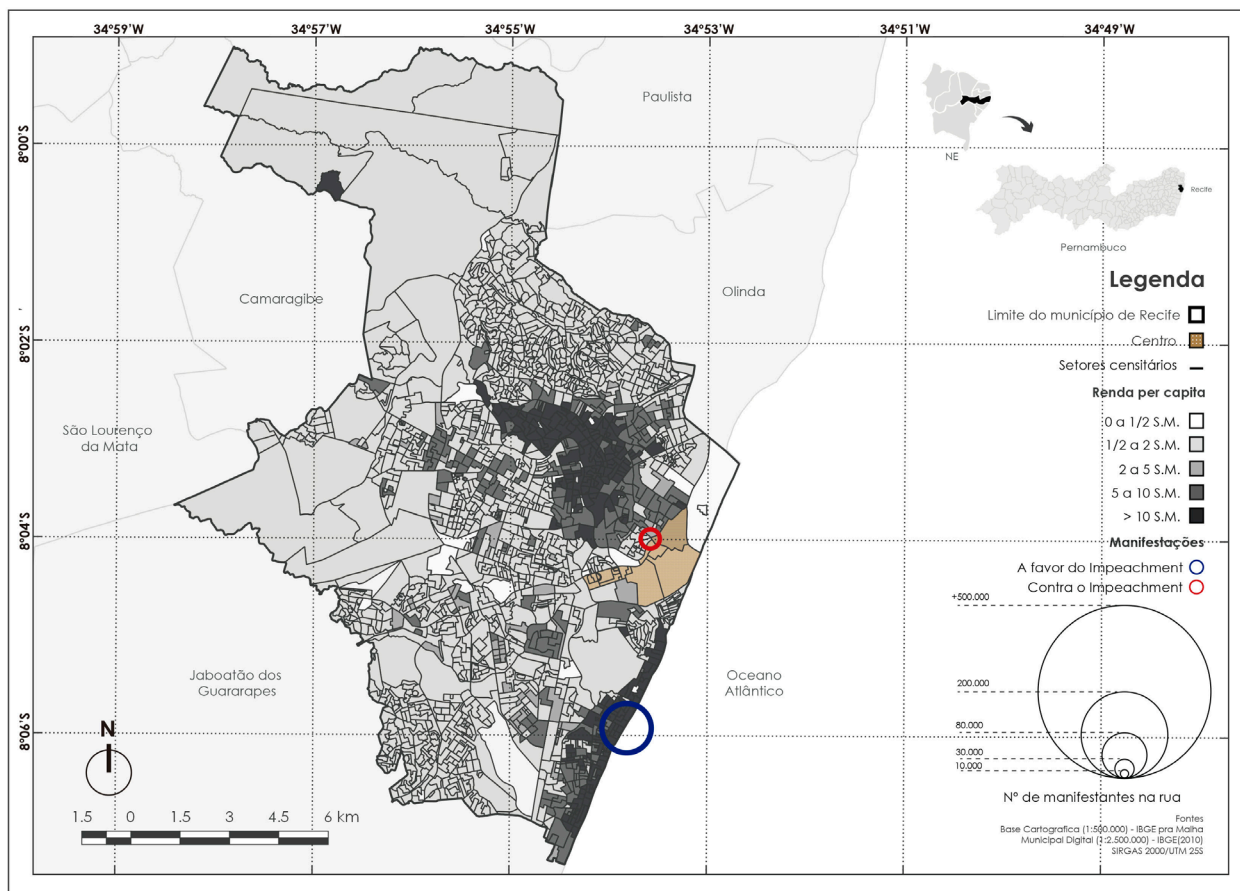 34°59'W 34°57'W 34°55'W 34°53'W 34°51'W 34°49'W
8°00'S
8°02'S
8°04'S
8°06'S
Paulista
Olinda
Camaragibe
São Lourenço
da Mata
Jaboatão dos
Guararapes
Oceano
Atlântico
N
1.5 0 1.5 3 4.5 6 km
NE
Recife
Pernambuco
Legenda
Limite do município de Recife
Centro
Setores censitários
Renda per capita
0 a 1/2 S.M.
1/2 a 2 S.M.
2 a 5 S.M.
5 a 10 S.M.
> 10 S.M.
Manifestações
A favor do Impeachment
Contra o Impeachment
+500.000
200.000
80.000
30.000
10.000
Nº de manifestantes na rua
Fontes
Base Cartografica (1:500.000) - IBGE pra Malha
Municipal Digital (1:2.500.000) - IBGE(2010)
SIRGAS 2000/UTM 25S